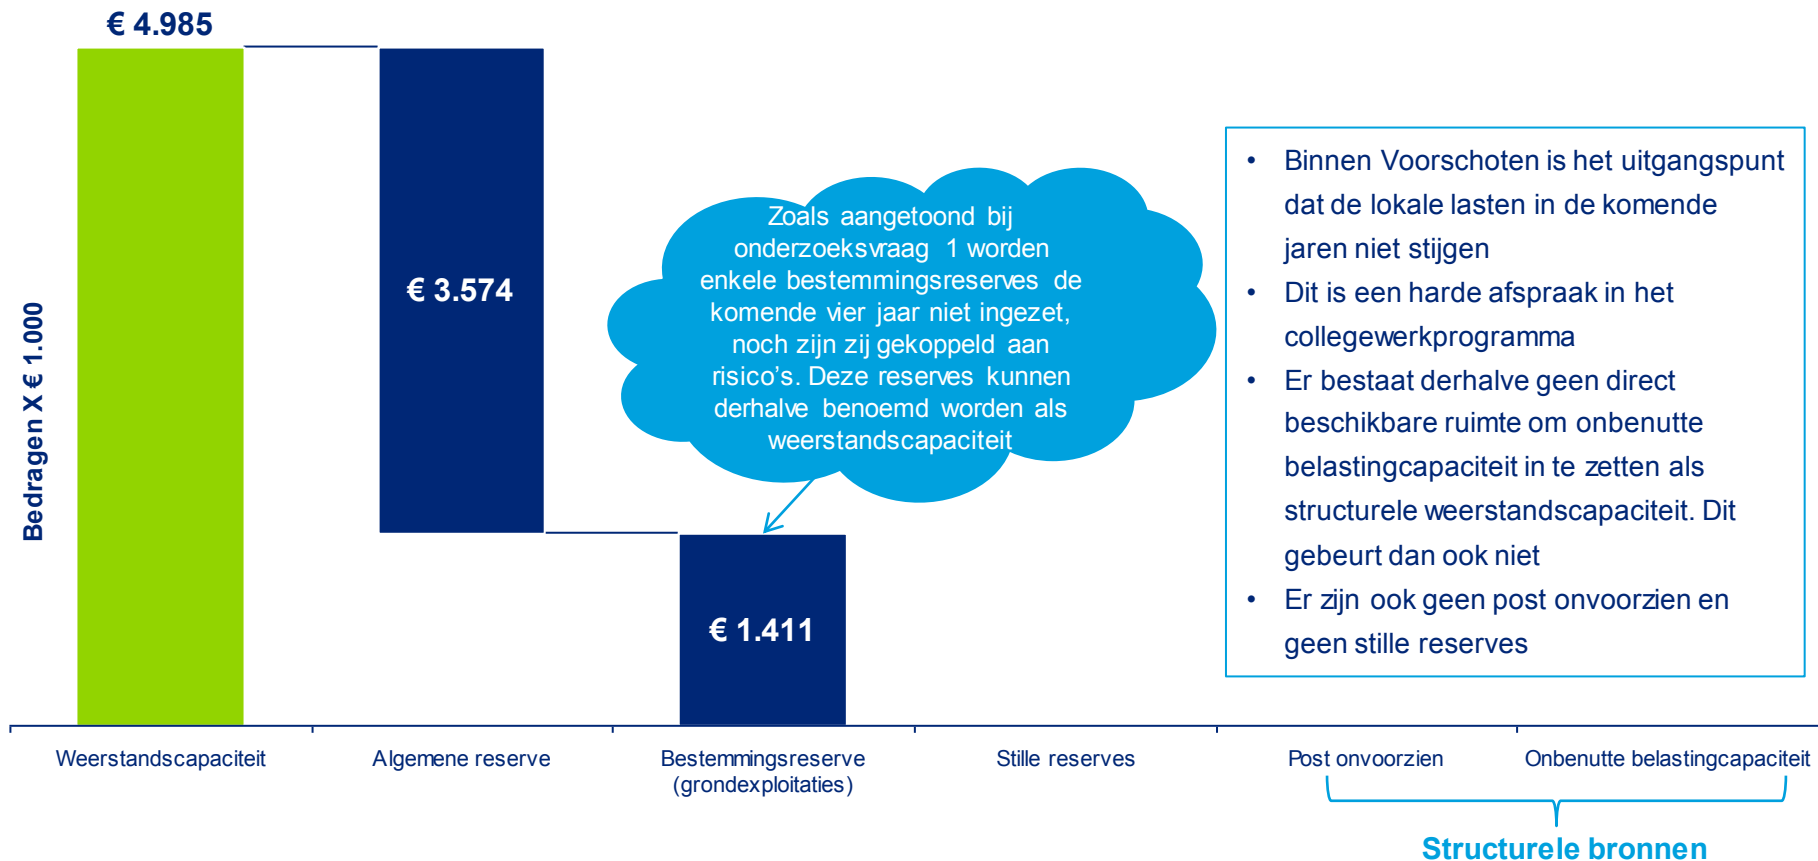 € 4.985
Bedragen X € 1.000
€ 3.574
Zoals aangetoond bij
onderzoeksvraag 1 worden
enkele bestemmingsreserves de
komende vier jaar niet ingezet,
noch zijn zij gekoppeld aan
risico’s. Deze reserves kunnen
derhalve benoemd worden als
weerstandscapaciteit
€ 1.411
• Binnen Voorschoten is het uitgangspunt
dat de lokale lasten in de komende
jaren niet stijgen
• Dit is een harde afspraak in het
collegewerkprogramma
• Er bestaat derhalve geen direct
beschikbare ruimte om onbenutte
belastingcapaciteit in te zetten als
structurele weerstandscapaciteit. Dit
gebeurt dan ook niet
• Er zijn ook geen post onvoorzien en
geen stille reserves
Weerstandscapaciteit
Algemene reserve
Bestemmingsreserve
(grondexploitaties)
Stille reserves
Post onvoorzien
Onbenutte belastingcapaciteit
Structurele bronnen